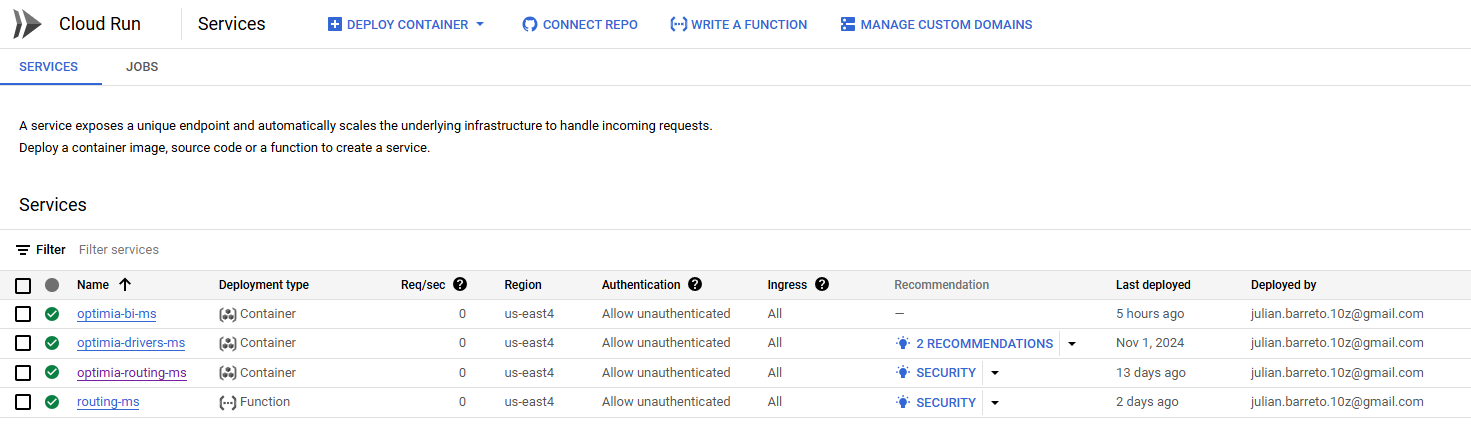 Cloud Run Services DEPLOY CONTAINER CONNECT REPO WRITE A FUNCTION MANAGE CUSTOM DOMAINS
SERVICES JOBS
A service exposes a unique endpoint and automatically scales the underlying infrastructure to handle incoming requests.
Deploy a container image, source code or a function to create a service.
Services
Filter Filter services
Name Deployment type Req/sec ? Region Authentication ? Ingress ? Recommendation Last deployed Deployed by
optimia-bi-ms Container 0 us-east4 Allow unauthenticated All — 5 hours ago julian.barreto.10z@gmail.com
optimia-drivers-ms Container 0 us-east4 Allow unauthenticated All 2 RECOMMENDATIONS Nov 1, 2024 julian.barreto.10z@gmail.com
optimia-routing-ms Container 0 us-east4 Allow unauthenticated All SECURITY 13 days ago julian.barreto.10z@gmail.com
routing-ms Function 0 us-east4 Allow unauthenticated All SECURITY 2 days ago julian.barreto.10z@gmail.com